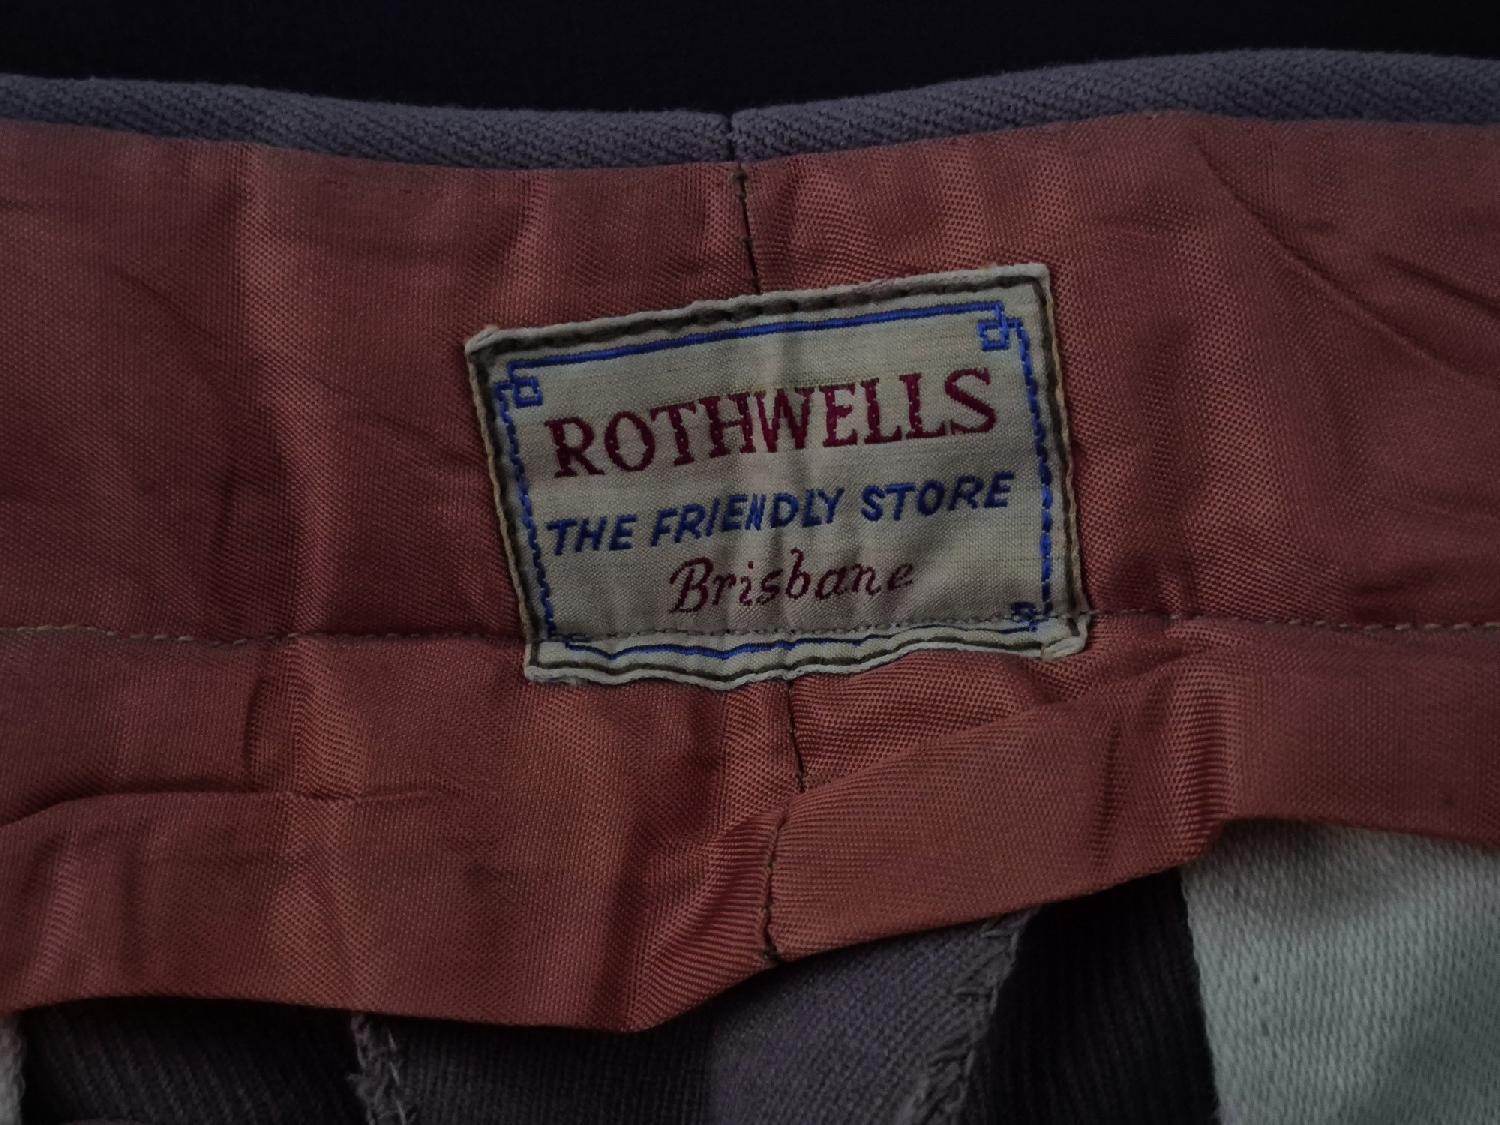 ROTHWELLS
THE FRIENDLY STORE
Brisbane